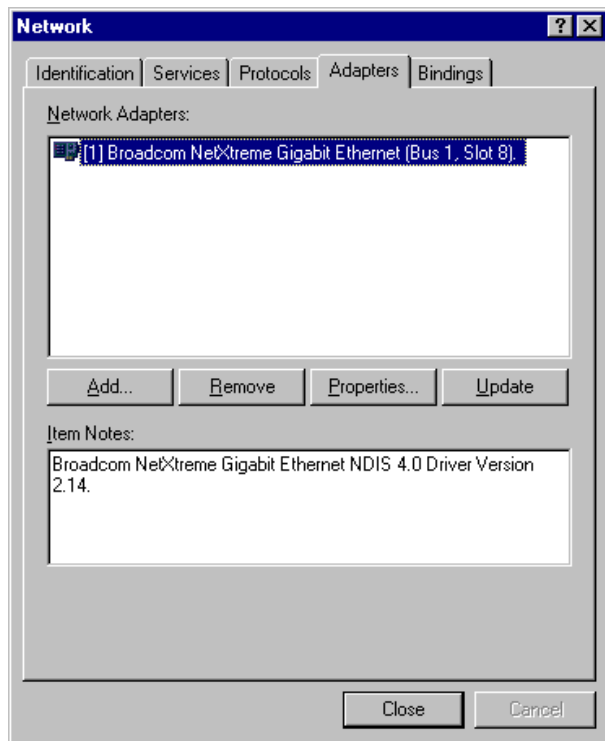 Network
Identification Services Protocols Adapters Bindings
Network Adapters:
[1] Broadcom NetXtreme Gigabit Ethernet (Bus 1, Slot 8).
Add... Remove Properties... Update
Item Notes:
Broadcom NetXtreme Gigabit Ethernet NDIS 4.0 Driver Version
2.14.
Close Cancel